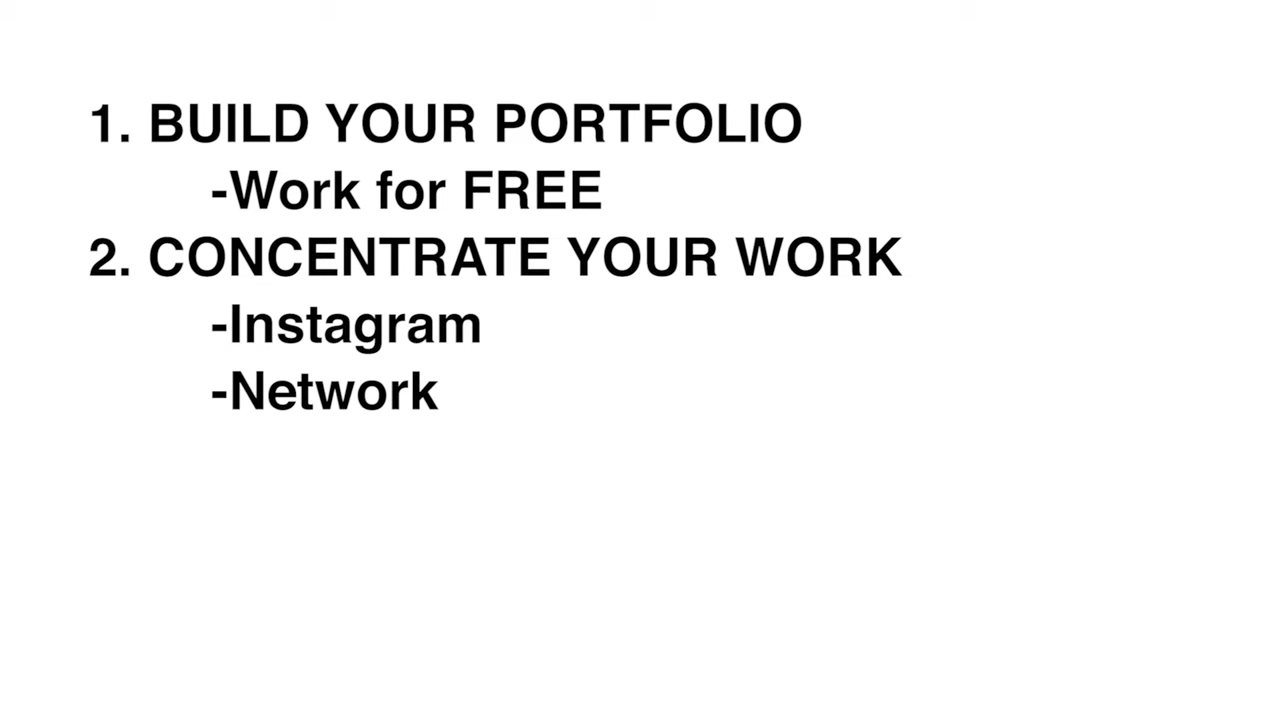 1. BUILD YOUR PORTFOLIO
-Work for FREE
2. CONCENTRATE YOUR WORK
-Instagram
-Network